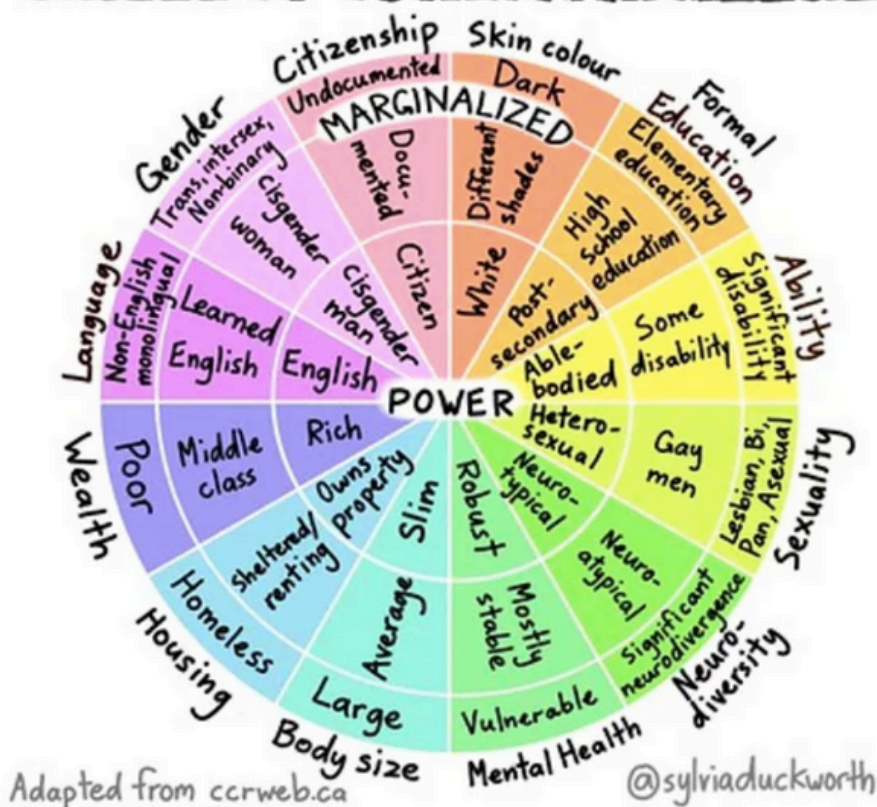 Citizenship
Undocumented
Docu-
mented
Citizen
Skin colour
Dark
Different
shades
White
Formal
Education
Elementary
education
High
school
education
Post-
secondary
Ability
Significant
disability
Some
disability
Able-
bodied
Sexuality
Lesbian, Bi,
Pan, Asexual
Gay
men
Hetero-
sexual
Neuro-
diversity
Significant
neurodivergence
Neuro-
atypical
Neuro-
typical
Mental Health
Vulnerable
Mostly
stable
Robust
Body size
Large
Average
Slim
Housing
Homeless
Sheltered/
renting
Owns
property
Wealth
Poor
Middle
class
Rich
Language
Non-English
monolingual
Learned
English
English
Gender
Trans, intersex,
Non-binary
cisgender
woman
cisgender
man
MARGINALIZED
POWER
Adapted from ccrweb.ca
@sylviaduckworth